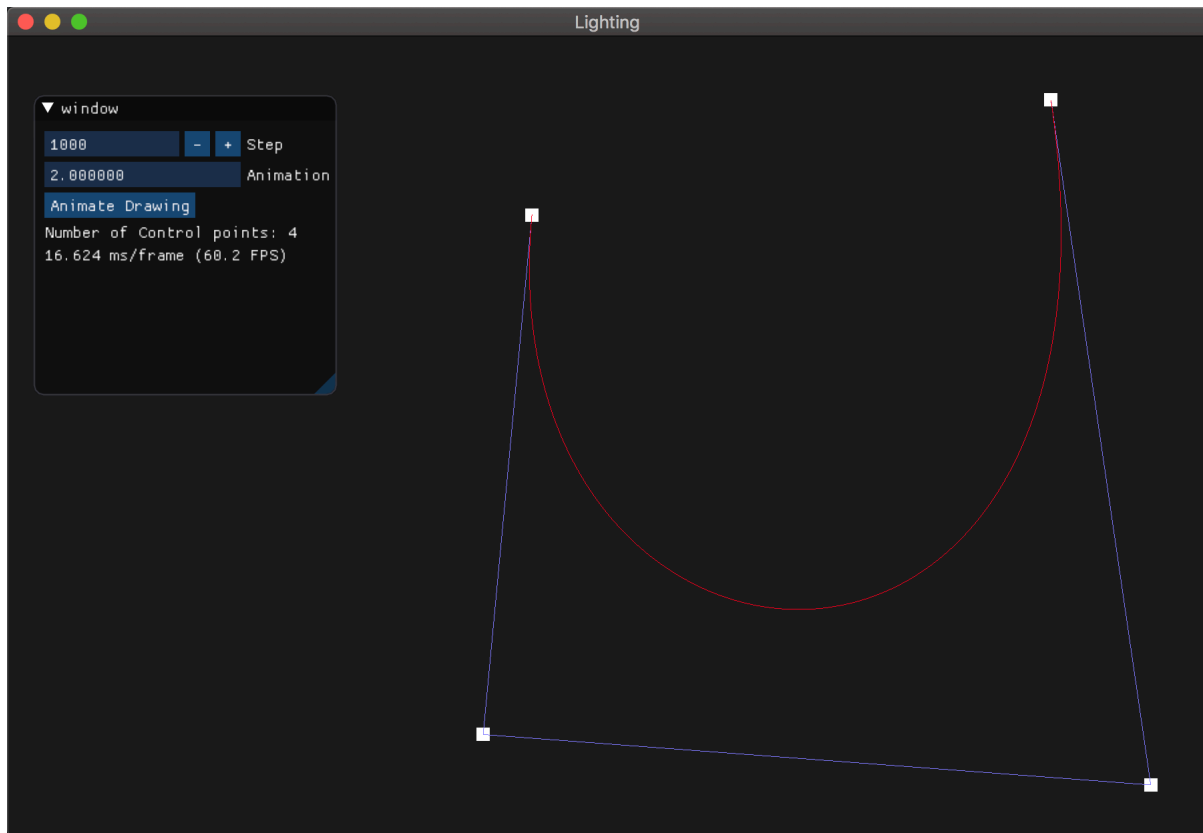 Lighting
window
1000 - + Step
2.000000 Animation
Animate Drawing
Number of Control points: 4
16.624 ms/frame (60.2 FPS)